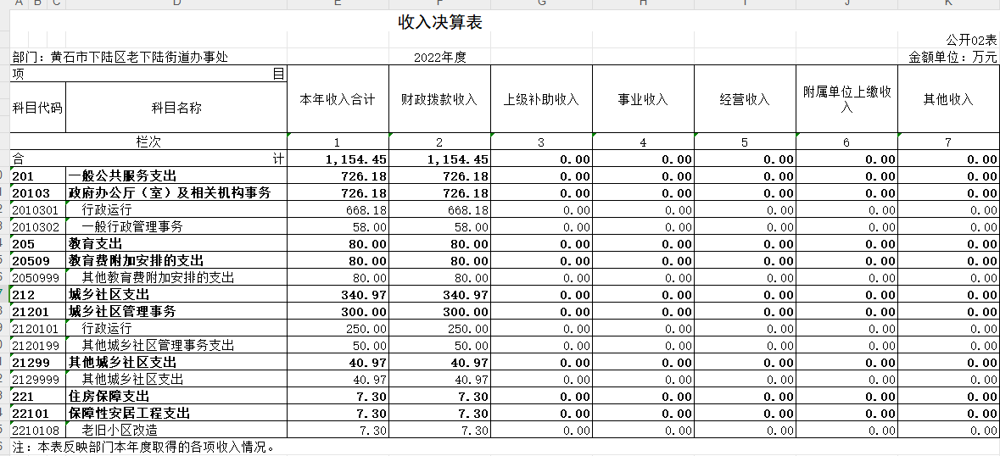 A B C D E F G H I J K
收入决算表
公开02表
部门：黄石市下陆区老下陆街道办事处 2022年度 金额单位：万元
项 目 本年收入合计 财政拨款收入 上级补助收入 事业收入 经营收入 附属单位上缴收入 其他收入
科目代码 科目名称
栏次 1 2 3 4 5 6 7
合 计 1,154.45 1,154.45 0.00 0.00 0.00 0.00 0.00
201 一般公共服务支出 726.18 726.18 0.00 0.00 0.00 0.00 0.00
20103 政府办公厅（室）及相关机构事务 726.18 726.18 0.00 0.00 0.00 0.00 0.00
2010301 行政运行 668.18 668.18 0.00 0.00 0.00 0.00 0.00
2010302 一般行政管理事务 58.00 58.00 0.00 0.00 0.00 0.00 0.00
205 教育支出 80.00 80.00 0.00 0.00 0.00 0.00 0.00
20509 教育费附加安排的支出 80.00 80.00 0.00 0.00 0.00 0.00 0.00
2050999 其他教育费附加安排的支出 80.00 80.00 0.00 0.00 0.00 0.00 0.00
212 城乡社区支出 340.97 340.97 0.00 0.00 0.00 0.00 0.00
21201 城乡社区管理事务 300.00 300.00 0.00 0.00 0.00 0.00 0.00
2120101 行政运行 250.00 250.00 0.00 0.00 0.00 0.00 0.00
2120199 其他城乡社区管理事务支出 50.00 50.00 0.00 0.00 0.00 0.00 0.00
21299 其他城乡社区支出 40.97 40.97 0.00 0.00 0.00 0.00 0.00
2129999 其他城乡社区支出 40.97 40.97 0.00 0.00 0.00 0.00 0.00
221 住房保障支出 7.30 7.30 0.00 0.00 0.00 0.00 0.00
22101 保障性安居工程支出 7.30 7.30 0.00 0.00 0.00 0.00 0.00
2210108 老旧小区改造 7.30 7.30 0.00 0.00 0.00 0.00 0.00
注：本表反映部门本年度取得的各项收入情况。